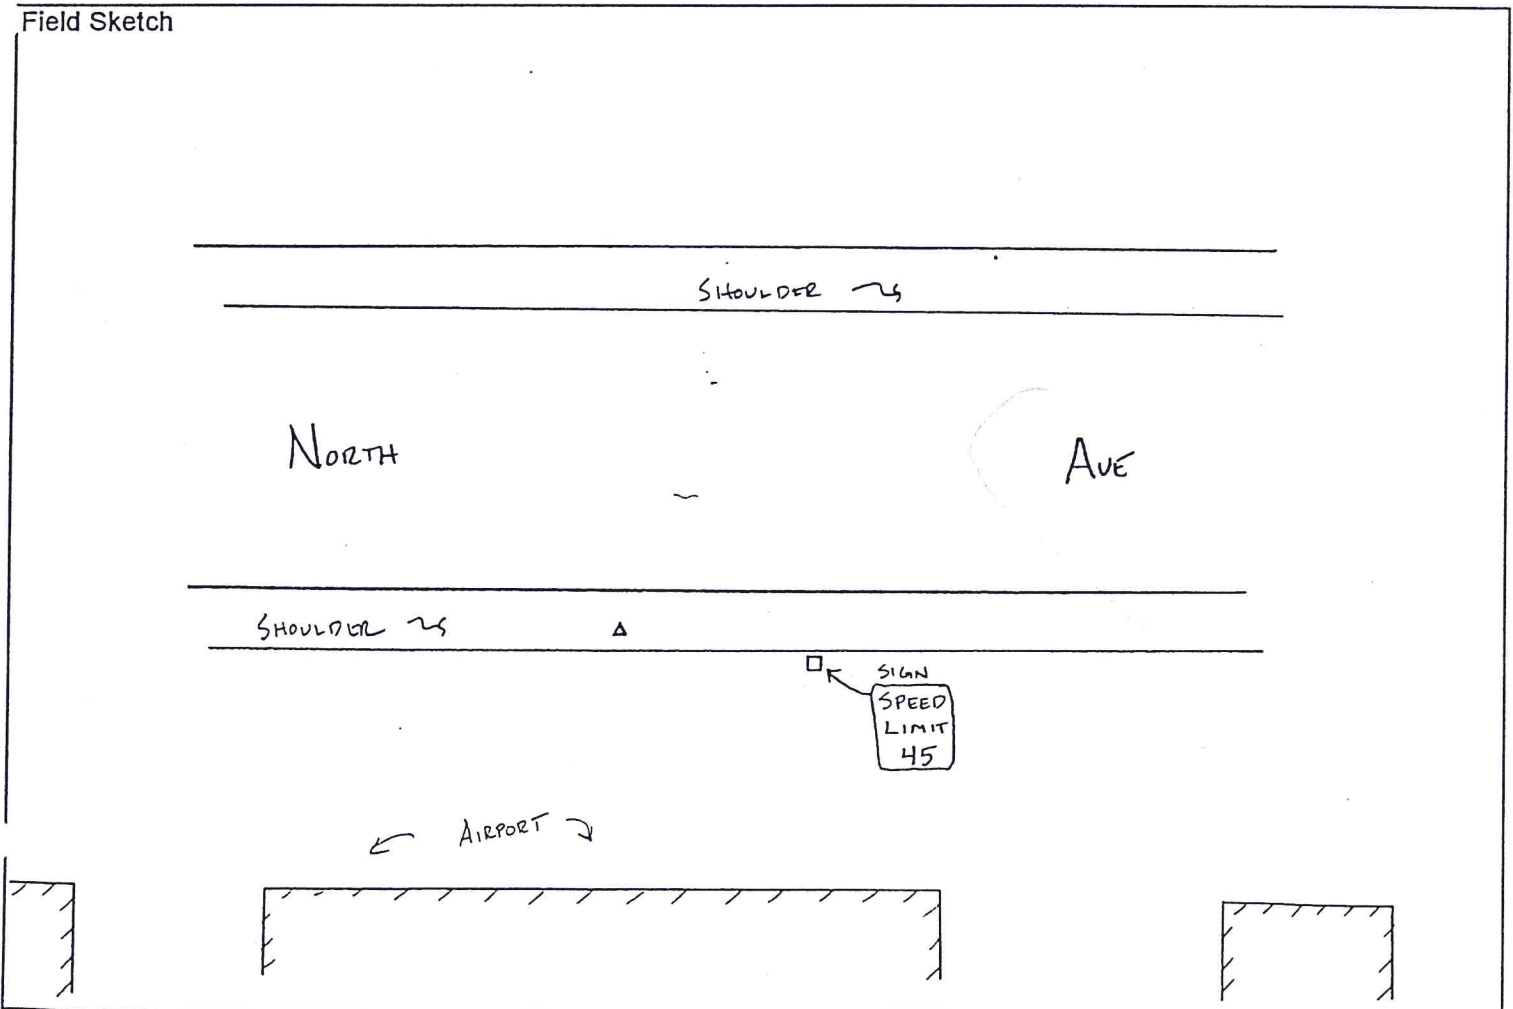 Field Sketch
SHOULDER
NORTH AVE
SHOULDER
SIGN
SPEED
LIMIT
45
AIRPORT